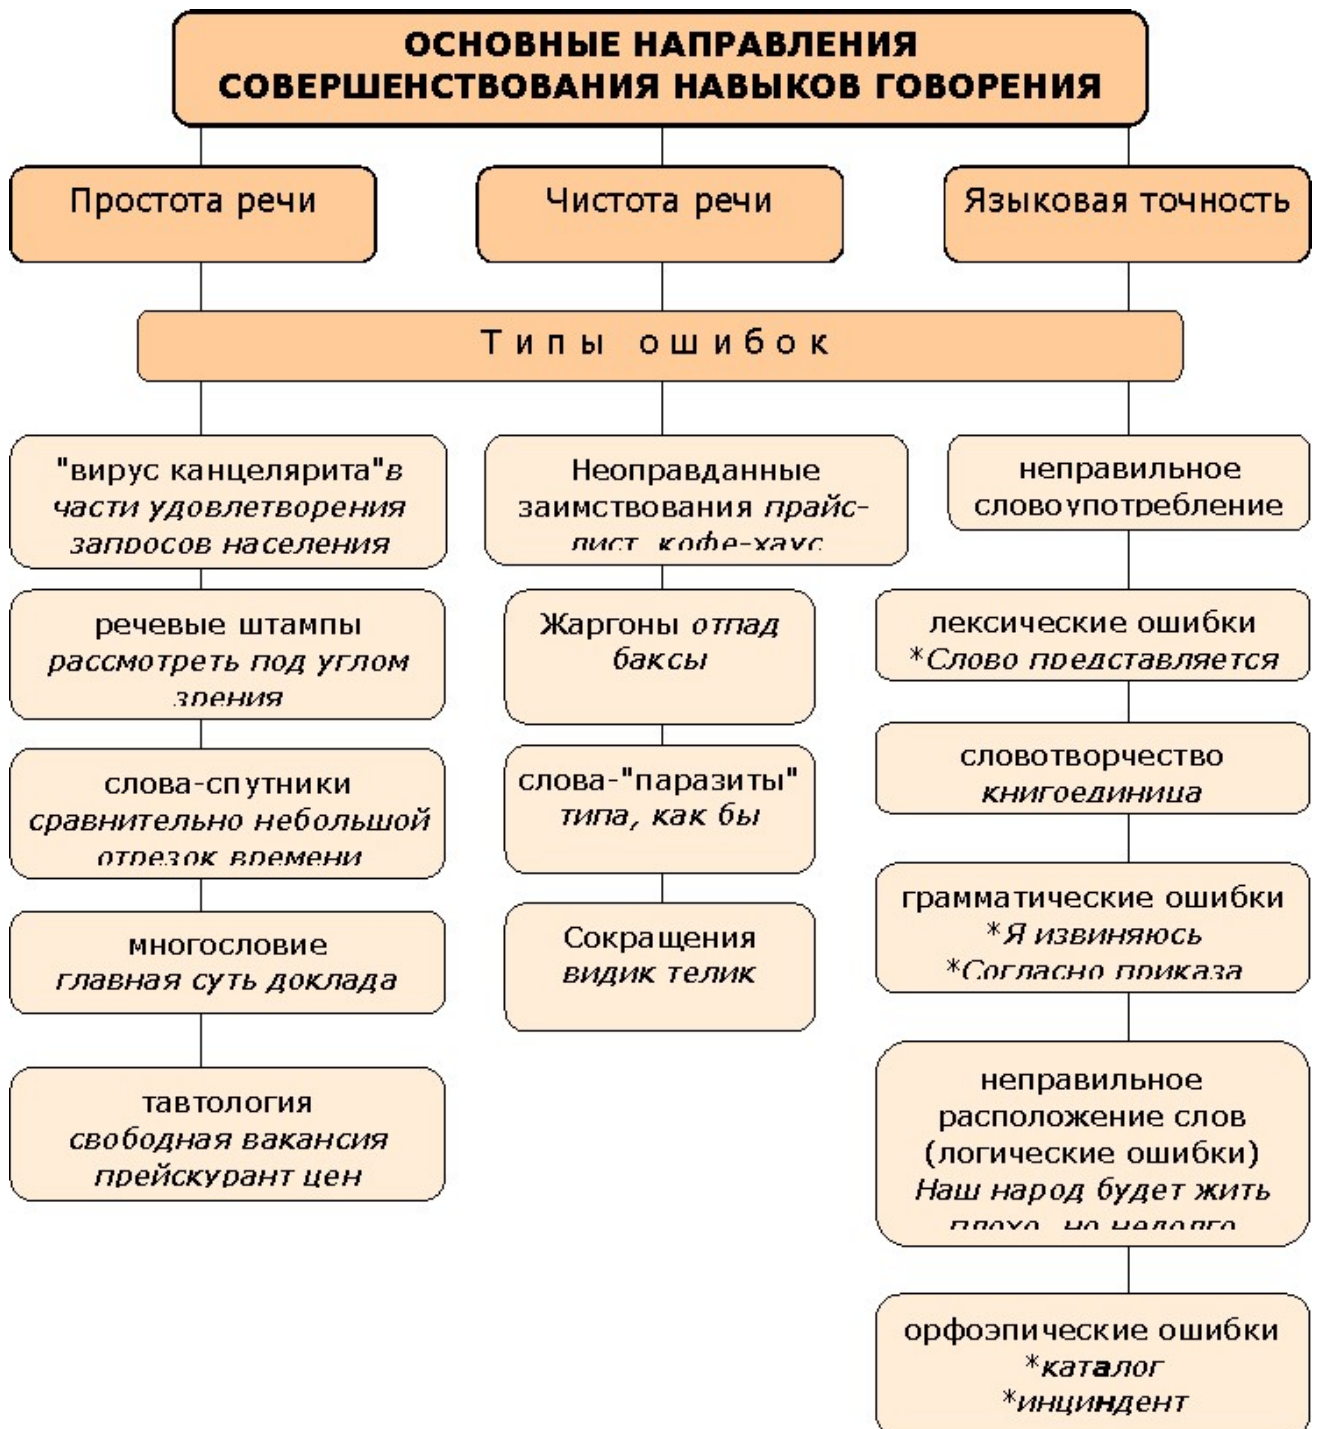 ОСНОВНЫЕ НАПРАВЛЕНИЯ
СОВЕРШЕНСТВОВАНИЯ НАВЫКОВ ГОВОРЕНИЯ
Простота речи
Чистота речи
Языковая точность
Типы ошибок
"вирус канцелярита"в
части удовлетворения
запросов населения
речевые штампы
рассмотреть под углом
зрения
слова-спутники
сравнительно небольшой
отрезок времени
многословие
главная суть доклада
тавтология
свободная вакансия
прейскурант цен
Неоправданные
заимствования прайс-
лист, кофе-хаус
Жаргоны отпад
баксы
слова-"паразиты"
типа, как бы
Сокращения
видик телик
неправильное
словоупотребление
лексические ошибки
*Слово представляется
словотворчество
книгоединица
грамматические ошибки
*Я извиняюсь
*Согласно приказа
неправильное
расположение слов
(логические ошибки)
Наш народ будет жить
плохо, но недолго
орфоэпические ошибки
*каталог
*инциндент